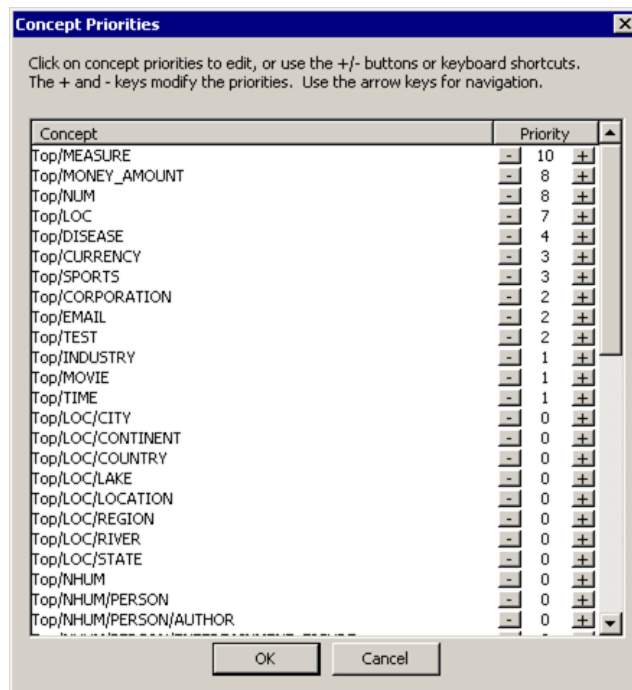 Concept Priorities
Click on concept priorities to edit, or use the +/- buttons or keyboard shortcuts.
The + and - keys modify the priorities. Use the arrow keys for navigation.
Concept Priority
Top/MEASURE - 10 +
Top/MONEY_AMOUNT - 8 +
Top/NUM - 8 +
Top/LOC - 7 +
Top/DISEASE - 4 +
Top/CURRENCY - 3 +
Top/SPORTS - 3 +
Top/CORPORATION - 2 +
Top/EMAIL - 2 +
Top/TEST - 2 +
Top/INDUSTRY - 1 +
Top/MOVIE - 1 +
Top/TIME - 1 +
Top/LOC/CITY - 0 +
Top/LOC/CONTINENT - 0 +
Top/LOC/COUNTRY - 0 +
Top/LOC/LAKE - 0 +
Top/LOC/LOCATION - 0 +
Top/LOC/REGION - 0 +
Top/LOC/RIVER - 0 +
Top/LOC/STATE - 0 +
Top/NHUM - 0 +
Top/NHUM/PERSON - 0 +
Top/NHUM/PERSON/AUTHOR - 0 +
OK Cancel